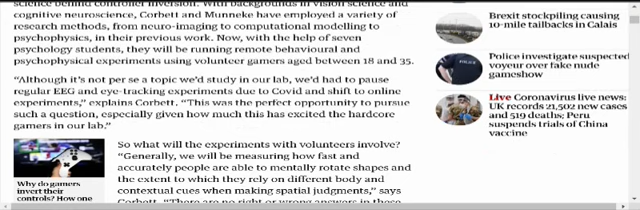 science behind controller inversion. With backgrounds in vision science and
cognitive neuroscience, Corbett and Munneke have employed a variety of
research methods, from neuro-imaging to computational modelling to
psychophysics, in their previous work. Now, with the help of seven
psychology students, they will be running remote behavioural and
psychophysical experiments using volunteer gamers aged between 18 and 35.
“Although it’s not per se a topic we’d study in our lab, we’d had to pause
regular EEG and eye-tracking experiments due to Covid and shift to online
experiments,” explains Corbett. “This was the perfect opportunity to pursue
such a question, especially given how much this has excited the hardcore
gamers in our lab.”
So what will the experiments with volunteers involve?
“Generally, we will be measuring how fast and
accurately people are able to mentally rotate shapes and
the extent to which they rely on different body and
contextual cues when making spatial judgments,” says
Corbett. “There are no right or wrong answers in these
Why do gamers
invert their
controls? How one
Brexit stockpiling causing
10-mile tailbacks in Calais
Police investigate suspected
voyeur over fake nude
gameshow
Live Coronavirus live news:
UK records 21,502 new cases
and 519 deaths; Peru
suspends trials of China
vaccine